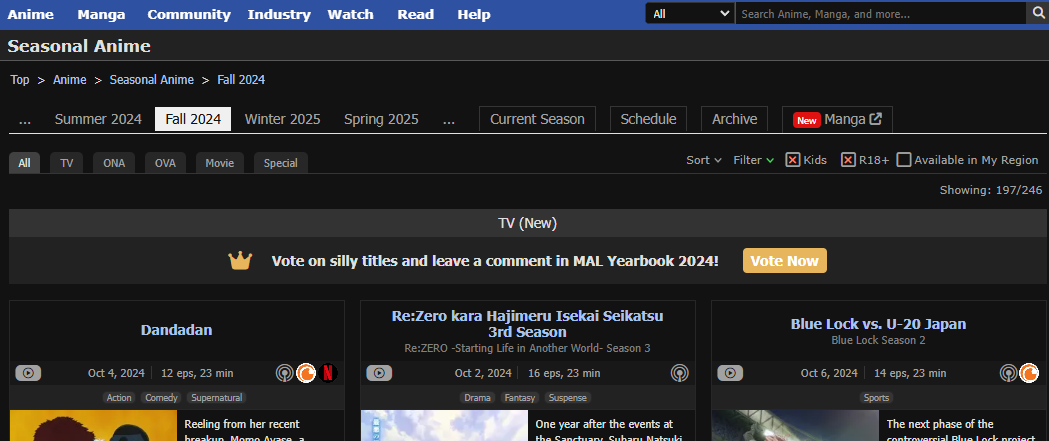 Anime Manga Community Industry Watch Read Help All Search Anime, Manga, and more...
Seasonal Anime
Top > Anime > Seasonal Anime > Fall 2024
... Summer 2024 Fall 2024 Winter 2025 Spring 2025 ... Current Season Schedule Archive New Manga
All TV ONA OVA Movie Special Sort Filter Kids R18+ Available in My Region
Showing: 197/246
TV (New)
Vote on silly titles and leave a comment in MAL Yearbook 2024! Vote Now
Dandadan
Oct 4, 2024 12 eps, 23 min
N
Action Comedy Supernatural
Reeling from her recent
breakup, Momo Ayase, a
Re:Zero kara Hajimeru Isekai Seikatsu
3rd Season
Re:ZERO -Starting Life in Another World- Season 3
Oct 2, 2024 16 eps, 23 min
Drama Fantasy Suspense
One year after the events at
the Sanctuary, Subaru Natsuki
Blue Lock vs. U-20 Japan
Blue Lock Season 2
Oct 6, 2024 14 eps, 23 min
Sports
The next phase of the
controversial Blue Lock project